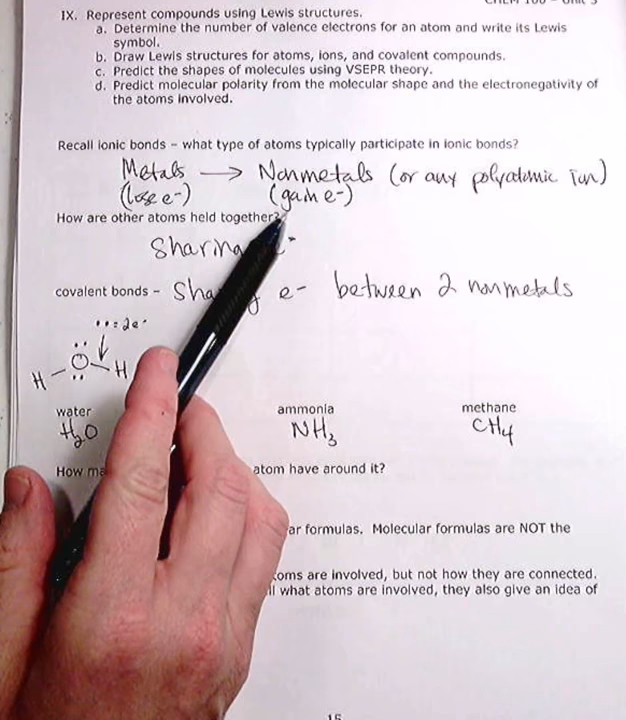 IX. Represent compounds using Lewis structures.
a. Determine the number of valence electrons for an atom and write its Lewis
symbol.
b. Draw Lewis structures for atoms, ions, and covalent compounds.
c. Predict the shapes of molecules using VSEPR theory.
d. Predict molecular polarity from the molecular shape and the electronegativity of
the atoms involved.
Recall ionic bonds – what type of atoms typically participate in ionic bonds?
Metals → Nonmetals (or any polyatomic ion)
(lose e-) (gain e-)
How are other atoms held together?
Sharing
covalent bonds – e- between 2 nonmetals
••=2e-
H – O – H
water ammonia methane
H2O NH3 CH4
How atom have around it?
formulas. Molecular formulas are NOT the
are involved, but not how they are connected.
what atoms are involved, they also give an idea of